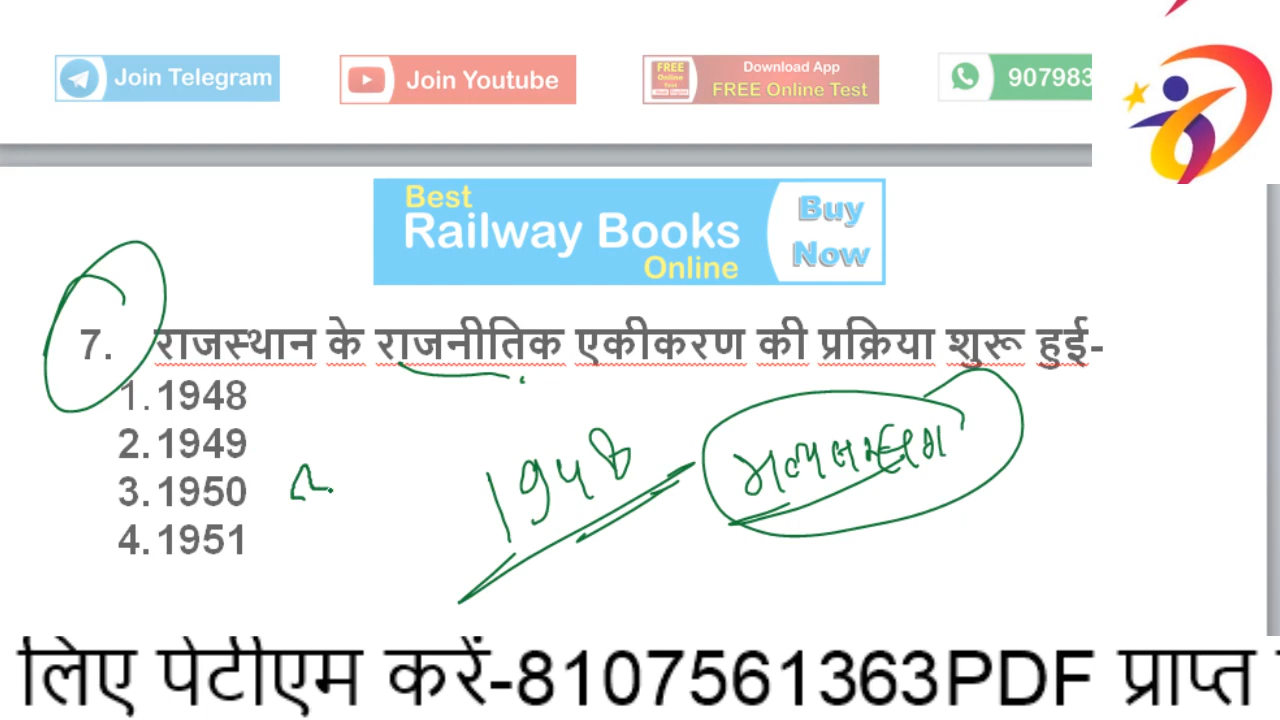 Join Telegram
Join Youtube
FREE Online Test
Download App
FREE Online Test
907983
Best
Railway Books
Online
Buy
Now
7. राजस्थान के राजनीतिक एकीकरण की प्रक्रिया शुरू हुई-
1. 1948
2. 1949
3. 1950
4. 1951
1948
लिए पेटीएम करें-8107561363PDF प्राप्त